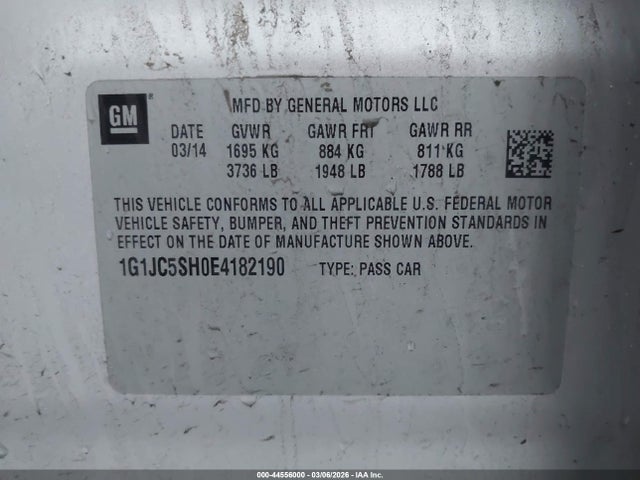 GM®
MFD BY GENERAL MOTORS LLC
DATE GVWR GAWR FRT GAWR RR
03/14 1695 KG 884 KG 811 KG
3736 LB 1948 LB 1788 LB
THIS VEHICLE CONFORMS TO ALL APPLICABLE U.S. FEDERAL MOTOR
VEHICLE SAFETY, BUMPER, AND THEFT PREVENTION STANDARDS IN
EFFECT ON THE DATE OF MANUFACTURE SHOWN ABOVE.
1G1JC5SH0E4182190 TYPE: PASS CAR
000-44556000 - 03/06/2026 - IAA Inc.